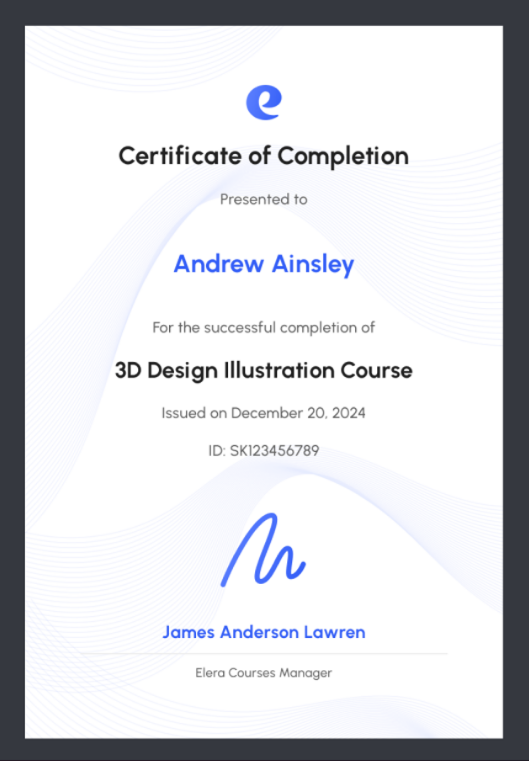 e
Certificate of Completion
Presented to
Andrew Ainsley
For the successful completion of
3D Design Illustration Course
Issued on December 20, 2024
ID: SK123456789
James Anderson Lawren
Elera Courses Manager